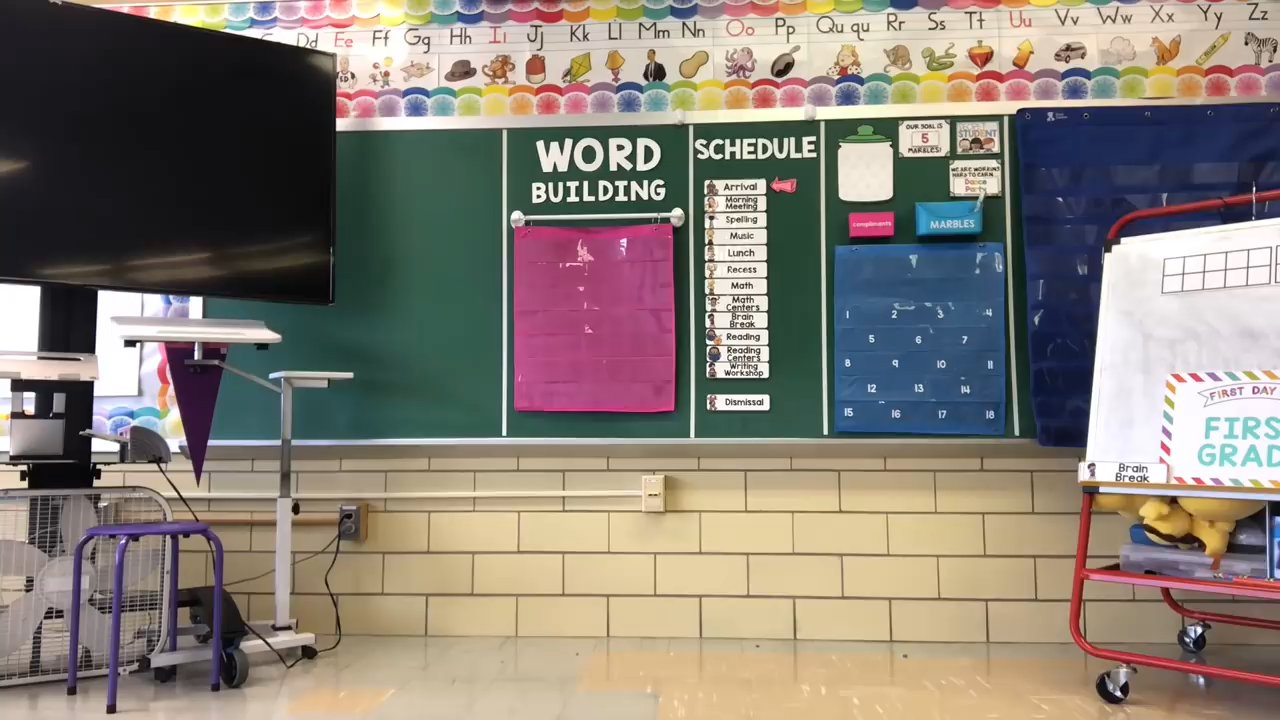 Dd Ee Ff Gg Hh Ii Jj Kk Ll Mm Nn Oo Pp Qu qu Rr Ss Tt Uu Vv Ww Xx Yy Zz
WORD
BUILDING
SCHEDULE
Arrival
Morning
Meeting
Spelling
Music
Lunch
Recess
Math
Math
Centers
Brain
Break
Reading
Reading
Centers
Writing
Workshop
Dismissal
OUR GOAL IS
5
MARBLES!
STUDENT
WE ARE WORKING
HARD TO EARN
Dance
Party
compliments
MARBLES
1 2 3 4
5 6 7
8 9 10 11
12 13 14
15 16 17 18
FIRST DAY
FIRS
GRAD
Brain
Break